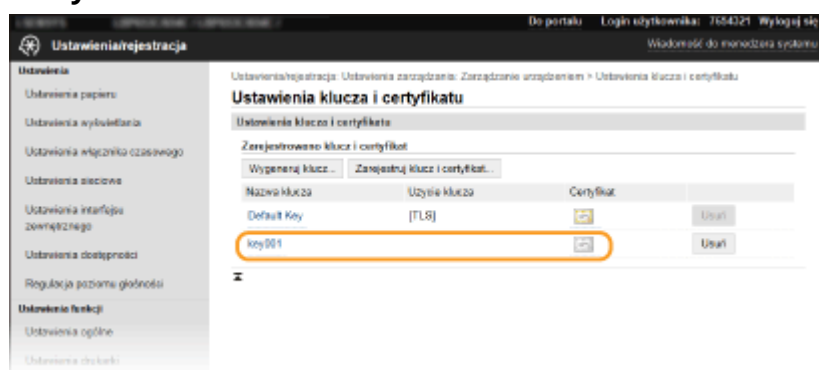 Do portalu Login użytkownika: 7654321 Wyloguj się
Ustawienia/rejestracja
Wiadomość do menedżera systemu
Ustawienia
Ustawienia papieru
Ustawienia wyświetlania
Ustawienia włącznika czasowego
Ustawienia sieciowe
Ustawienia interfejsu
zewnętrznego
Ustawienia dostępności
Regulacja poziomu głośności
Ustawienia funkcji
Ustawienia ogólne
Ustawienia drukarki
Ustawienia/rejestracja: Ustawienia zarządzania: Zarządzanie urządzeniem > Ustawienia klucza i certyfikatu
Ustawienia klucza i certyfikatu
Ustawienia klucza i certyfikatu
Zarejestrowano klucz i certyfikat
Wygeneruj klucz... Zarejestruj klucz i certyfikat...
Nazwa klucza Użycie klucza Certyfikat
Default Key [TLS] Usuń
key001 Usuń